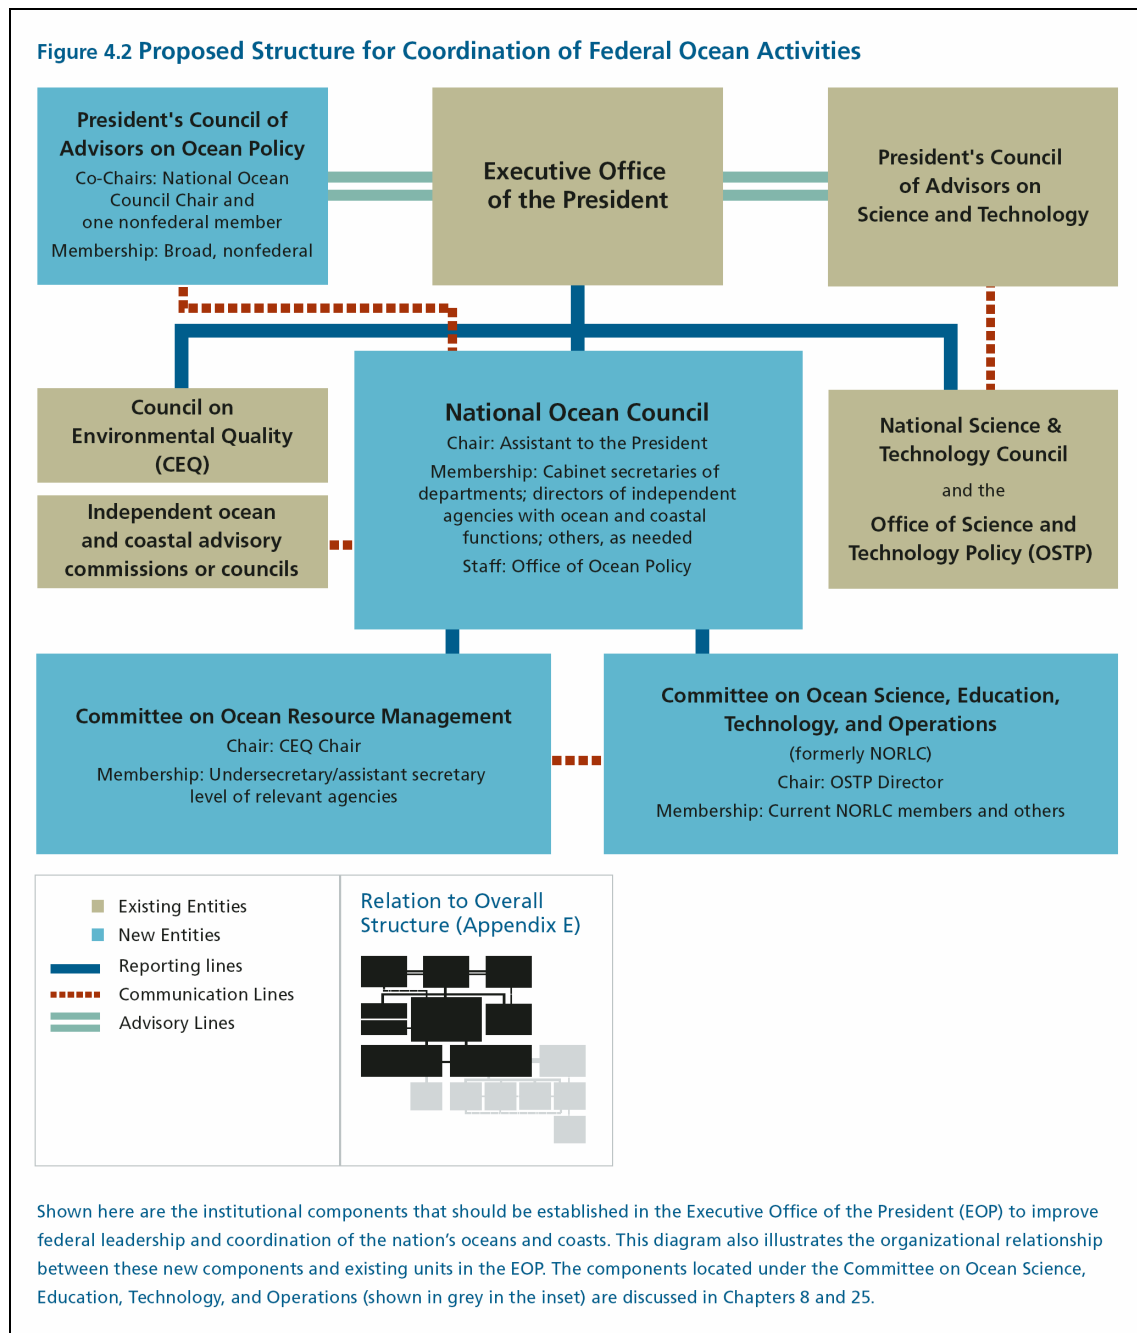 Figure 4.2 Proposed Structure for Coordination of Federal Ocean Activities
President's Council of
Advisors on Ocean Policy
Co-Chairs: National Ocean
Council Chair and
one nonfederal member
Membership: Broad, nonfederal
Executive Office
of the President
President's Council
of Advisors on
Science and Technology
Council on
Environmental Quality
(CEQ)
Independent ocean
and coastal advisory
commissions or councils
National Ocean Council
Chair: Assistant to the President
Membership: Cabinet secretaries of
departments; directors of independent
agencies with ocean and coastal
functions; others, as needed
Staff: Office of Ocean Policy
National Science &
Technology Council
and the
Office of Science and
Technology Policy (OSTP)
Committee on Ocean Resource Management
Chair: CEQ Chair
Membership: Undersecretary/assistant secretary
level of relevant agencies
Committee on Ocean Science, Education,
Technology, and Operations
(formerly NORLC)
Chair: OSTP Director
Membership: Current NORLC members and others
Existing Entities
New Entities
Reporting lines
Communication Lines
Advisory Lines
Relation to Overall
Structure (Appendix E)
Shown here are the institutional components that should be established in the Executive Office of the President (EOP) to improve
federal leadership and coordination of the nation’s oceans and coasts. This diagram also illustrates the organizational relationship
between these new components and existing units in the EOP. The components located under the Committee on Ocean Science,
Education, Technology, and Operations (shown in grey in the inset) are discussed in Chapters 8 and 25.